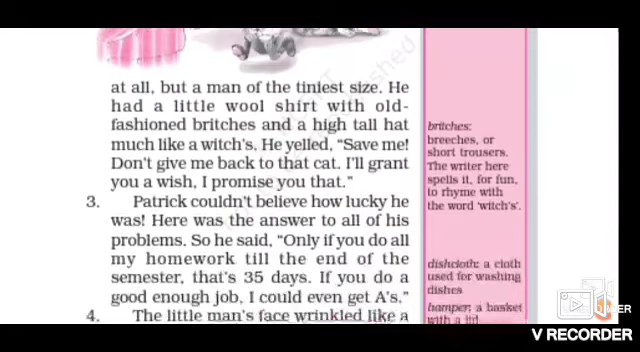 at all, but a man of the tiniest size. He
had a little wool shirt with old-
fashioned britches and a high tall hat
much like a witch's. He yelled, "Save me!
Don't give me back to that cat. I'll grant
you a wish, I promise you that."
3. Patrick couldn't believe how lucky he
was! Here was the answer to all of his
problems. So he said, "Only if you do all
my homework till the end of the
semester, that's 35 days. If you do a
good enough job, I could even get A's."
4. The little man's face wrinkled like a
britches:
breeches, or
short trousers.
The writer here
spells it, for fun,
to rhyme with
the word 'witch's'.
dishcloth: a cloth
used for washing
dishes
hamper: a basket
with a lid
V RECORDER